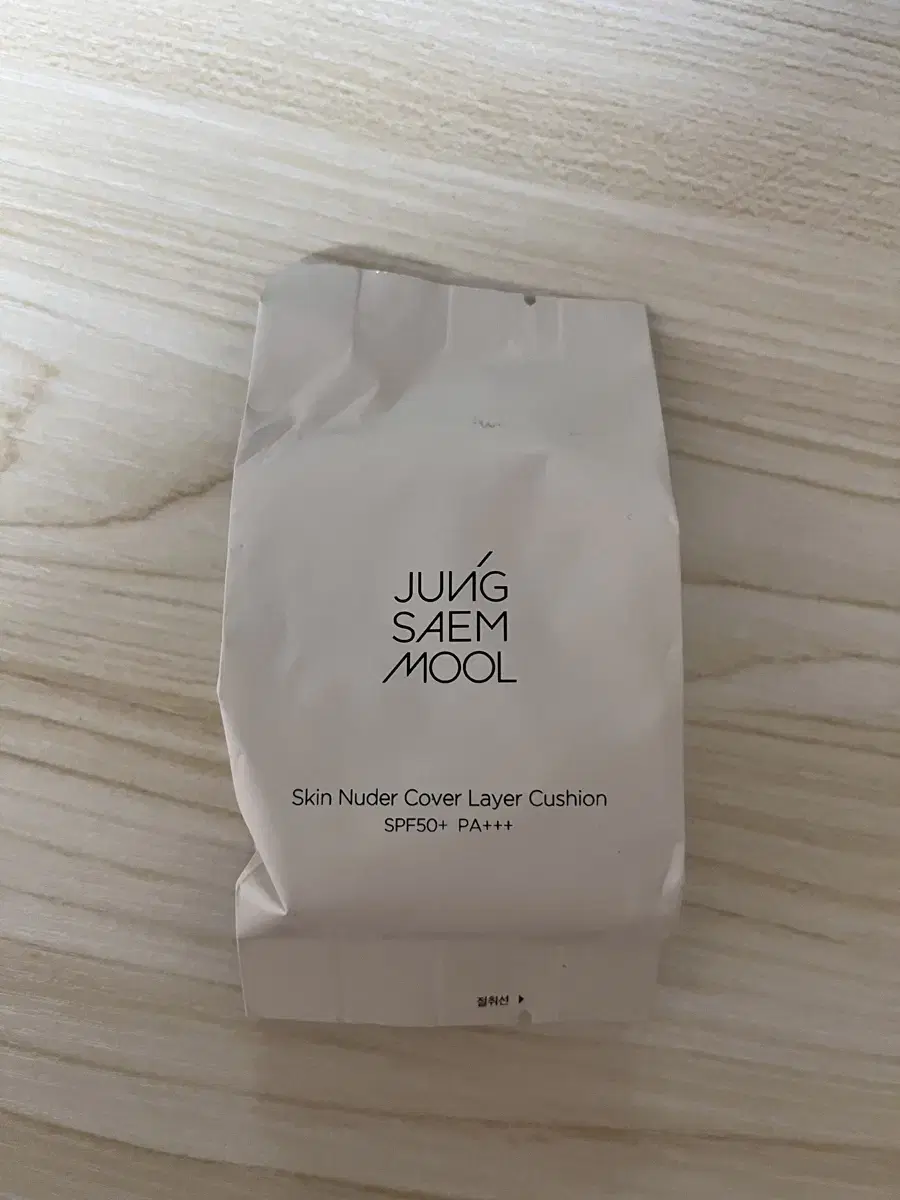 JUNG
SAEM
MOOL
Skin Nuder Cover Layer Cushion
SPF50+ PA+++
절취선 ▶